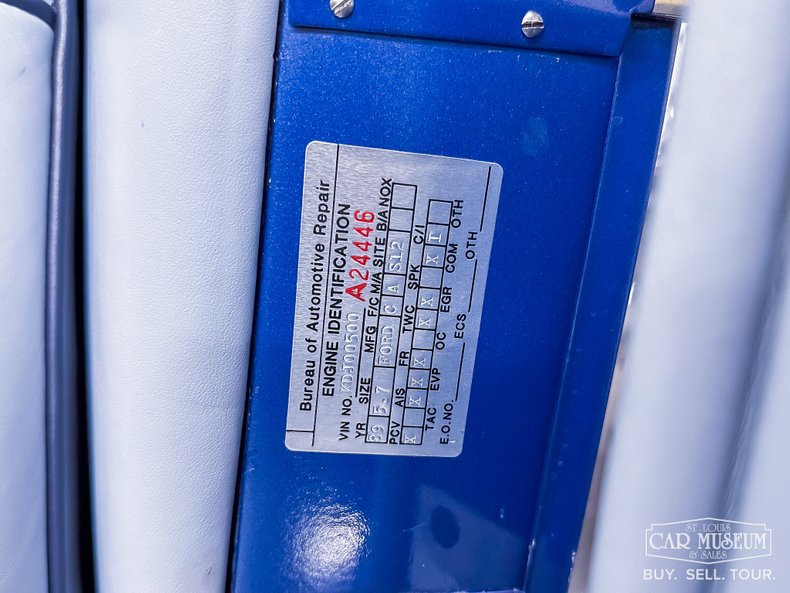 Bureau of Automotive Repair
ENGINE IDENTIFICATION
VIN NO. KDJ00500 A24446
YR SIZE MFG F/C M/A SITE B/A NOX
89 5.7 FORD C A S12
PCV AIS FR TWC SPK C/I
X X X X X X X I
TAC EVP OC EGR COM OTH
E.O.NO. ECS OTH
ST. LOUIS
CAR MUSEUM
& SALES
BUY. SELL. TOUR.